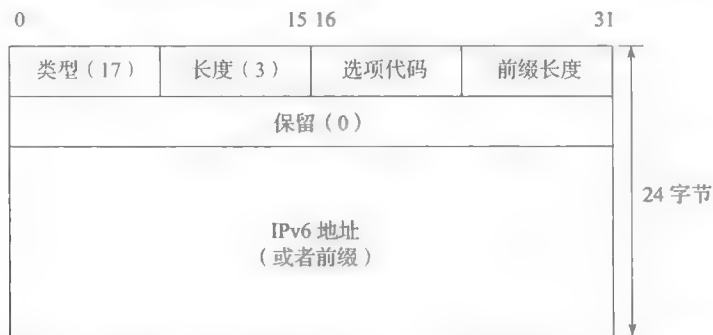 0 15 16 31
类型（17） 长度（3） 选项代码 前缀长度
保留（0）
24 字节
IPv6 地址
（或者前缀）